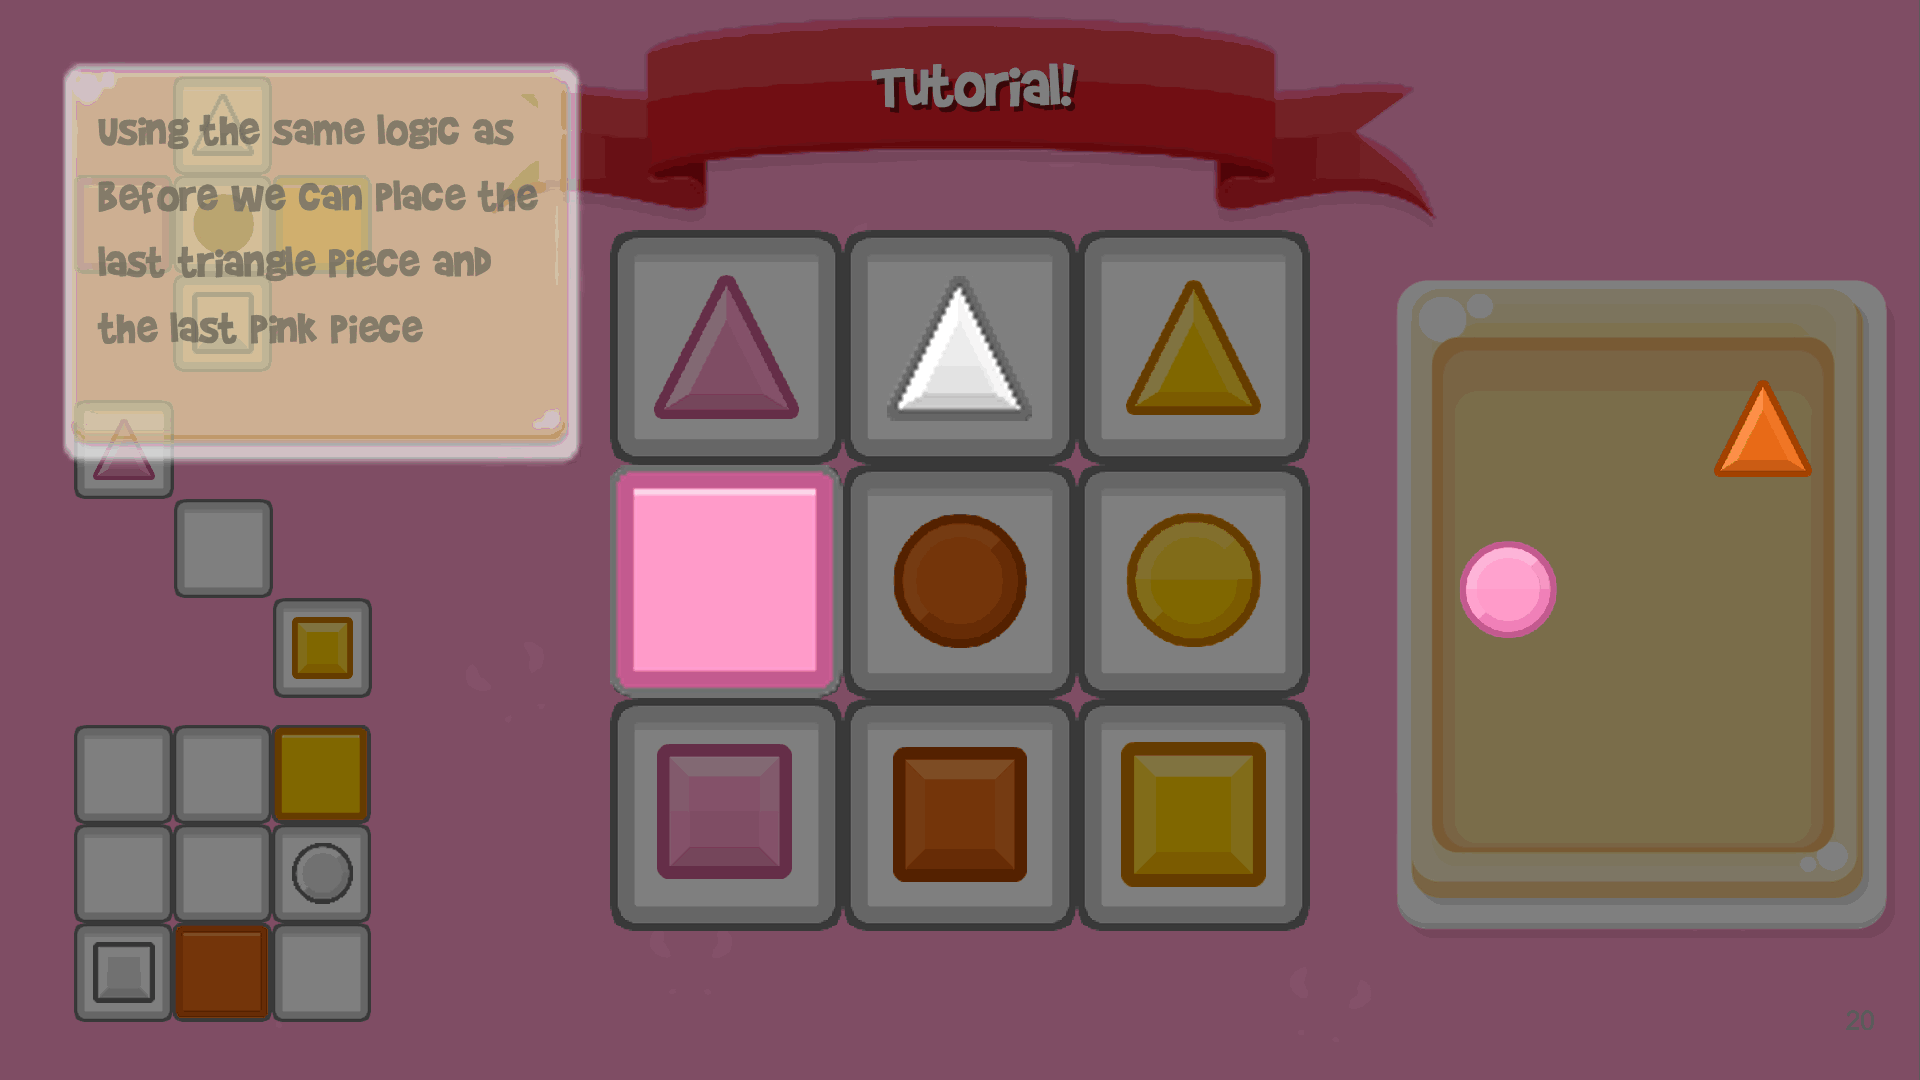 Tutorial!
Using the same logic as
Before we can Place the
last triangle Piece and
the last Pink Piece
20